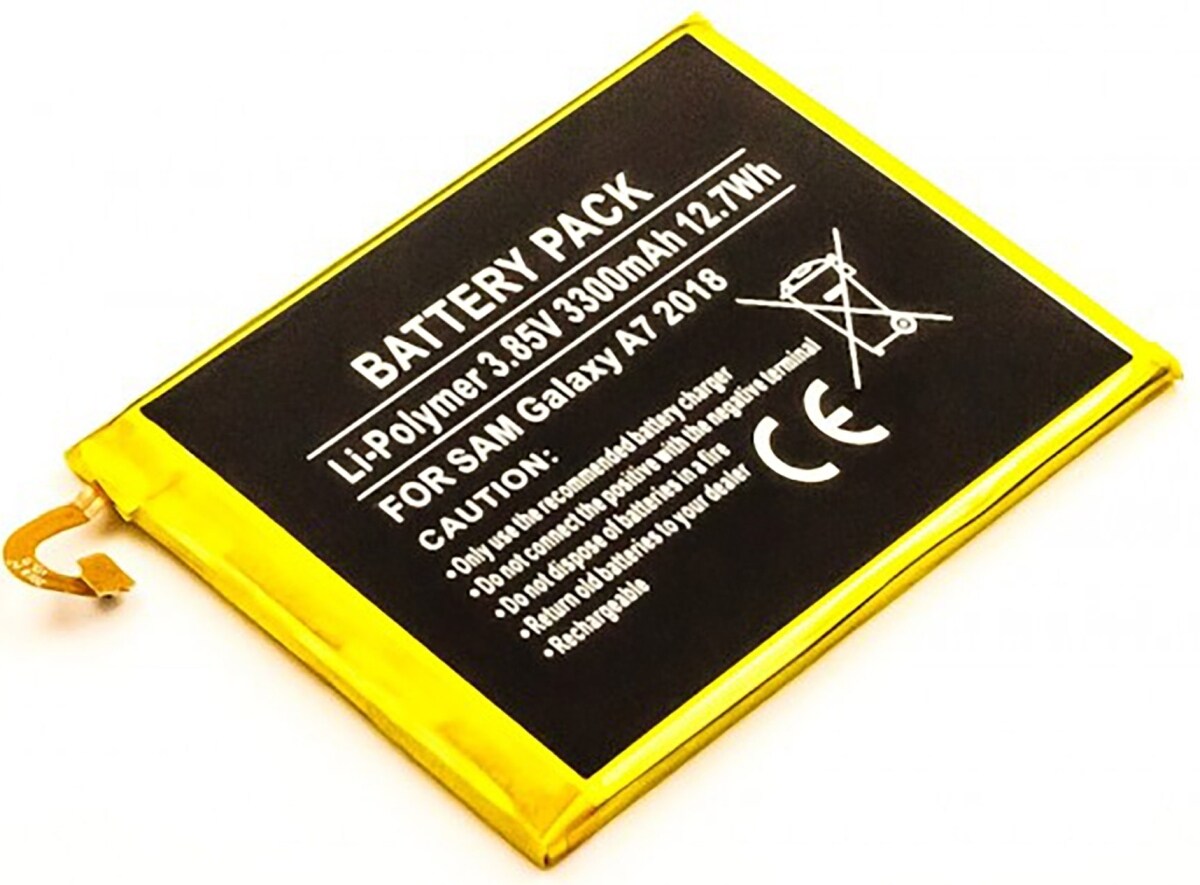 BATTERY PACK
Li-Polymer 3.85V 3300mAh 12.7Wh
FOR SAM Galaxy A7 2018
CAUTION:
• Only use the recommended battery charger
• Do not connect the positive with the negative terminal
• Do not dispose of batteries in a fire
• Return old batteries to your dealer
• Rechargeable
CE